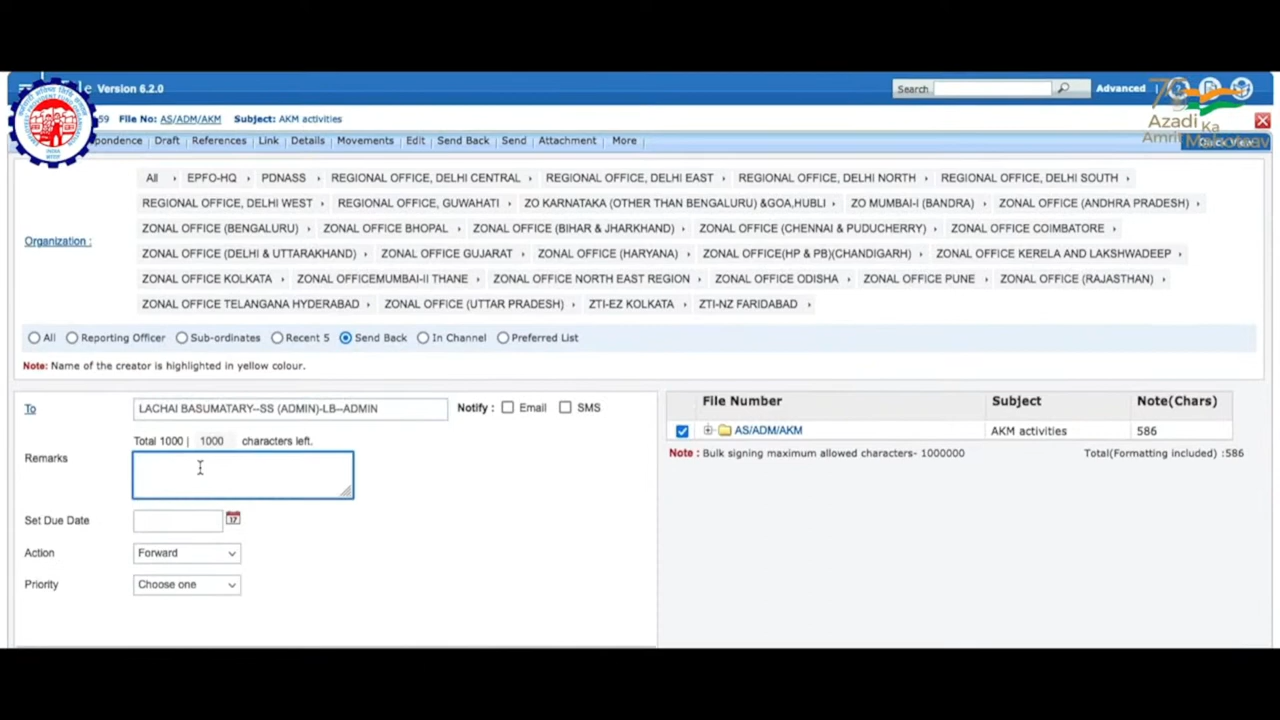 Version 6.2.0
Search
Advanced
59 File No: AS/ADM/AKM Subject: AKM activities
75
Azadi Ka
Amrit Mahotsav
pondence Draft References Link Details Movements Edit Send Back Send Attachment More
All EPFO-HQ PDNASS REGIONAL OFFICE, DELHI CENTRAL REGIONAL OFFICE, DELHI EAST REGIONAL OFFICE, DELHI NORTH REGIONAL OFFICE, DELHI SOUTH
REGIONAL OFFICE, DELHI WEST REGIONAL OFFICE, GUWAHATI ZO KARNATAKA (OTHER THAN BENGALURU) &GOA,HUBLI ZO MUMBAI-I (BANDRA) ZONAL OFFICE (ANDHRA PRADESH)
ZONAL OFFICE (BENGALURU) ZONAL OFFICE BHOPAL ZONAL OFFICE (BIHAR & JHARKHAND) ZONAL OFFICE (CHENNAI & PUDUCHERRY) ZONAL OFFICE COIMBATORE
Organization :
ZONAL OFFICE (DELHI & UTTARAKHAND) ZONAL OFFICE GUJARAT ZONAL OFFICE (HARYANA) ZONAL OFFICE(HP & PB)(CHANDIGARH) ZONAL OFFICE KERELA AND LAKSHWADEEP
ZONAL OFFICE KOLKATA ZONAL OFFICEMUMBAI-II THANE ZONAL OFFICE NORTH EAST REGION ZONAL OFFICE ODISHA ZONAL OFFICE PUNE ZONAL OFFICE (RAJASTHAN)
ZONAL OFFICE TELANGANA HYDERABAD ZONAL OFFICE (UTTAR PRADESH) ZTI-EZ KOLKATA ZTI-NZ FARIDABAD
All Reporting Officer Sub-ordinates Recent 5 Send Back In Channel Preferred List
Note: Name of the creator is highlighted in yellow colour.
To LACHAI BASUMATARY--SS (ADMIN)-LB--ADMIN Notify : Email SMS
Total 1000 | 1000 characters left.
Remarks
Set Due Date 17
Action Forward
Priority Choose one
File Number Subject Note(Chars)
AS/ADM/AKM AKM activities 586
Note : Bulk signing maximum allowed characters- 1000000 Total(Formatting included) :586